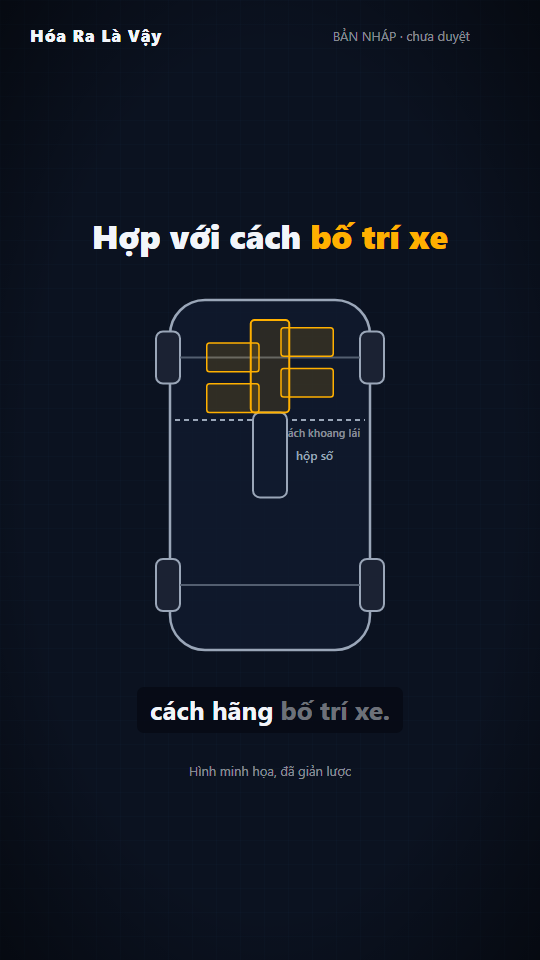 Hóa Ra Là Vậy
BẢN NHÁP · chưa duyệt
Hợp với cách bố trí xe
ách khoang lái
hộp số
cách hãng bố trí xe.
Hình minh họa, đã giản lược